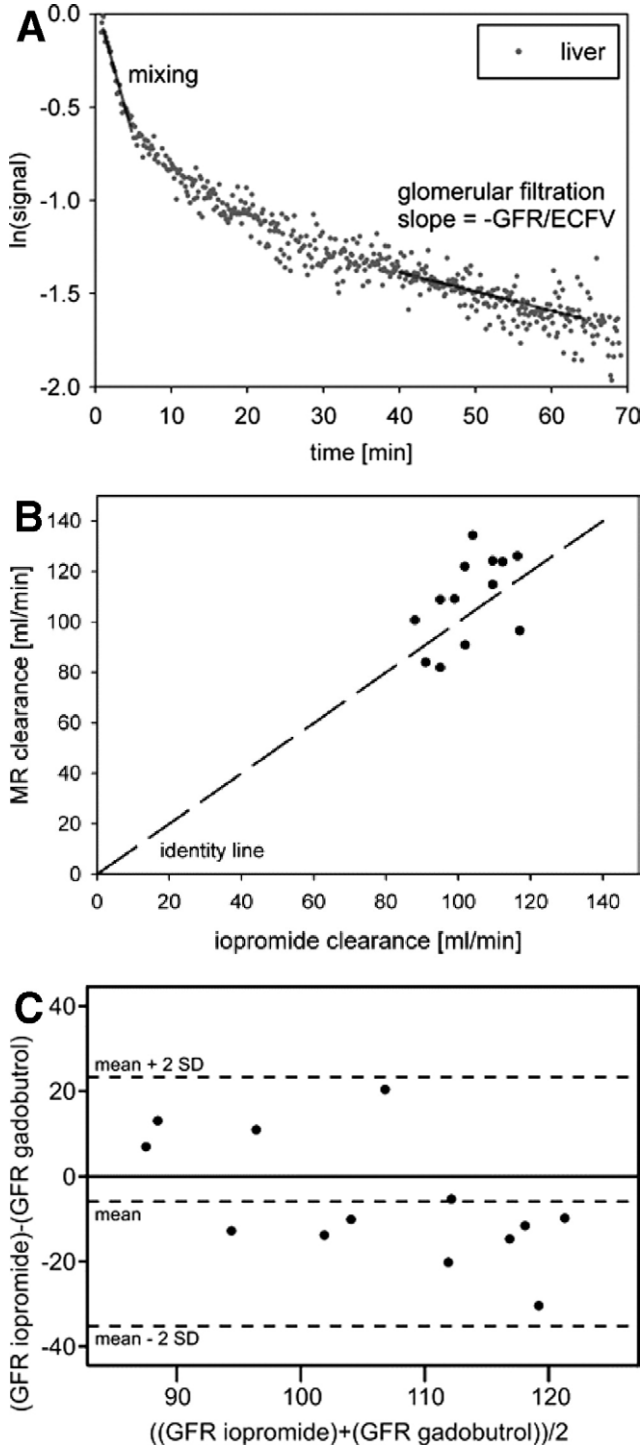 A
0.0
-0.5
-1.0
-1.5
-2.0
ln(signal)
mixing
liver
glomerular filtration
slope = -GFR/ECFV
0 10 20 30 40 50 60 70
time [min]
B
140
120
100
80
60
40
20
0
MR clearance [ml/min]
identity line
0 20 40 60 80 100 120 140
iopromide clearance [ml/min]
C
40
20
0
-20
-40
(GFR iopromide)-(GFR gadobutrol)
mean + 2 SD
mean
mean - 2 SD
90 100 110 120
((GFR iopromide)+(GFR gadobutrol))/2